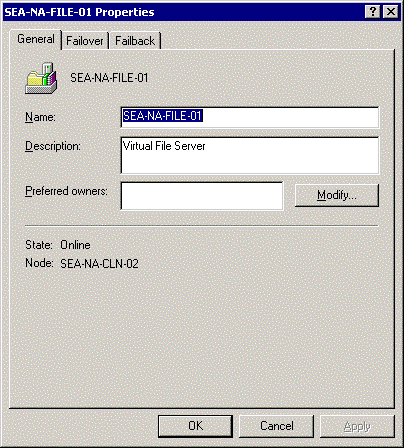 SEA-NA-FILE-01 Properties
General Failover Failback
SEA-NA-FILE-01
Name: SEA-NA-FILE-01
Description: Virtual File Server
Preferred owners: Modify...
State: Online
Node: SEA-NA-CLN-02
OK Cancel Apply